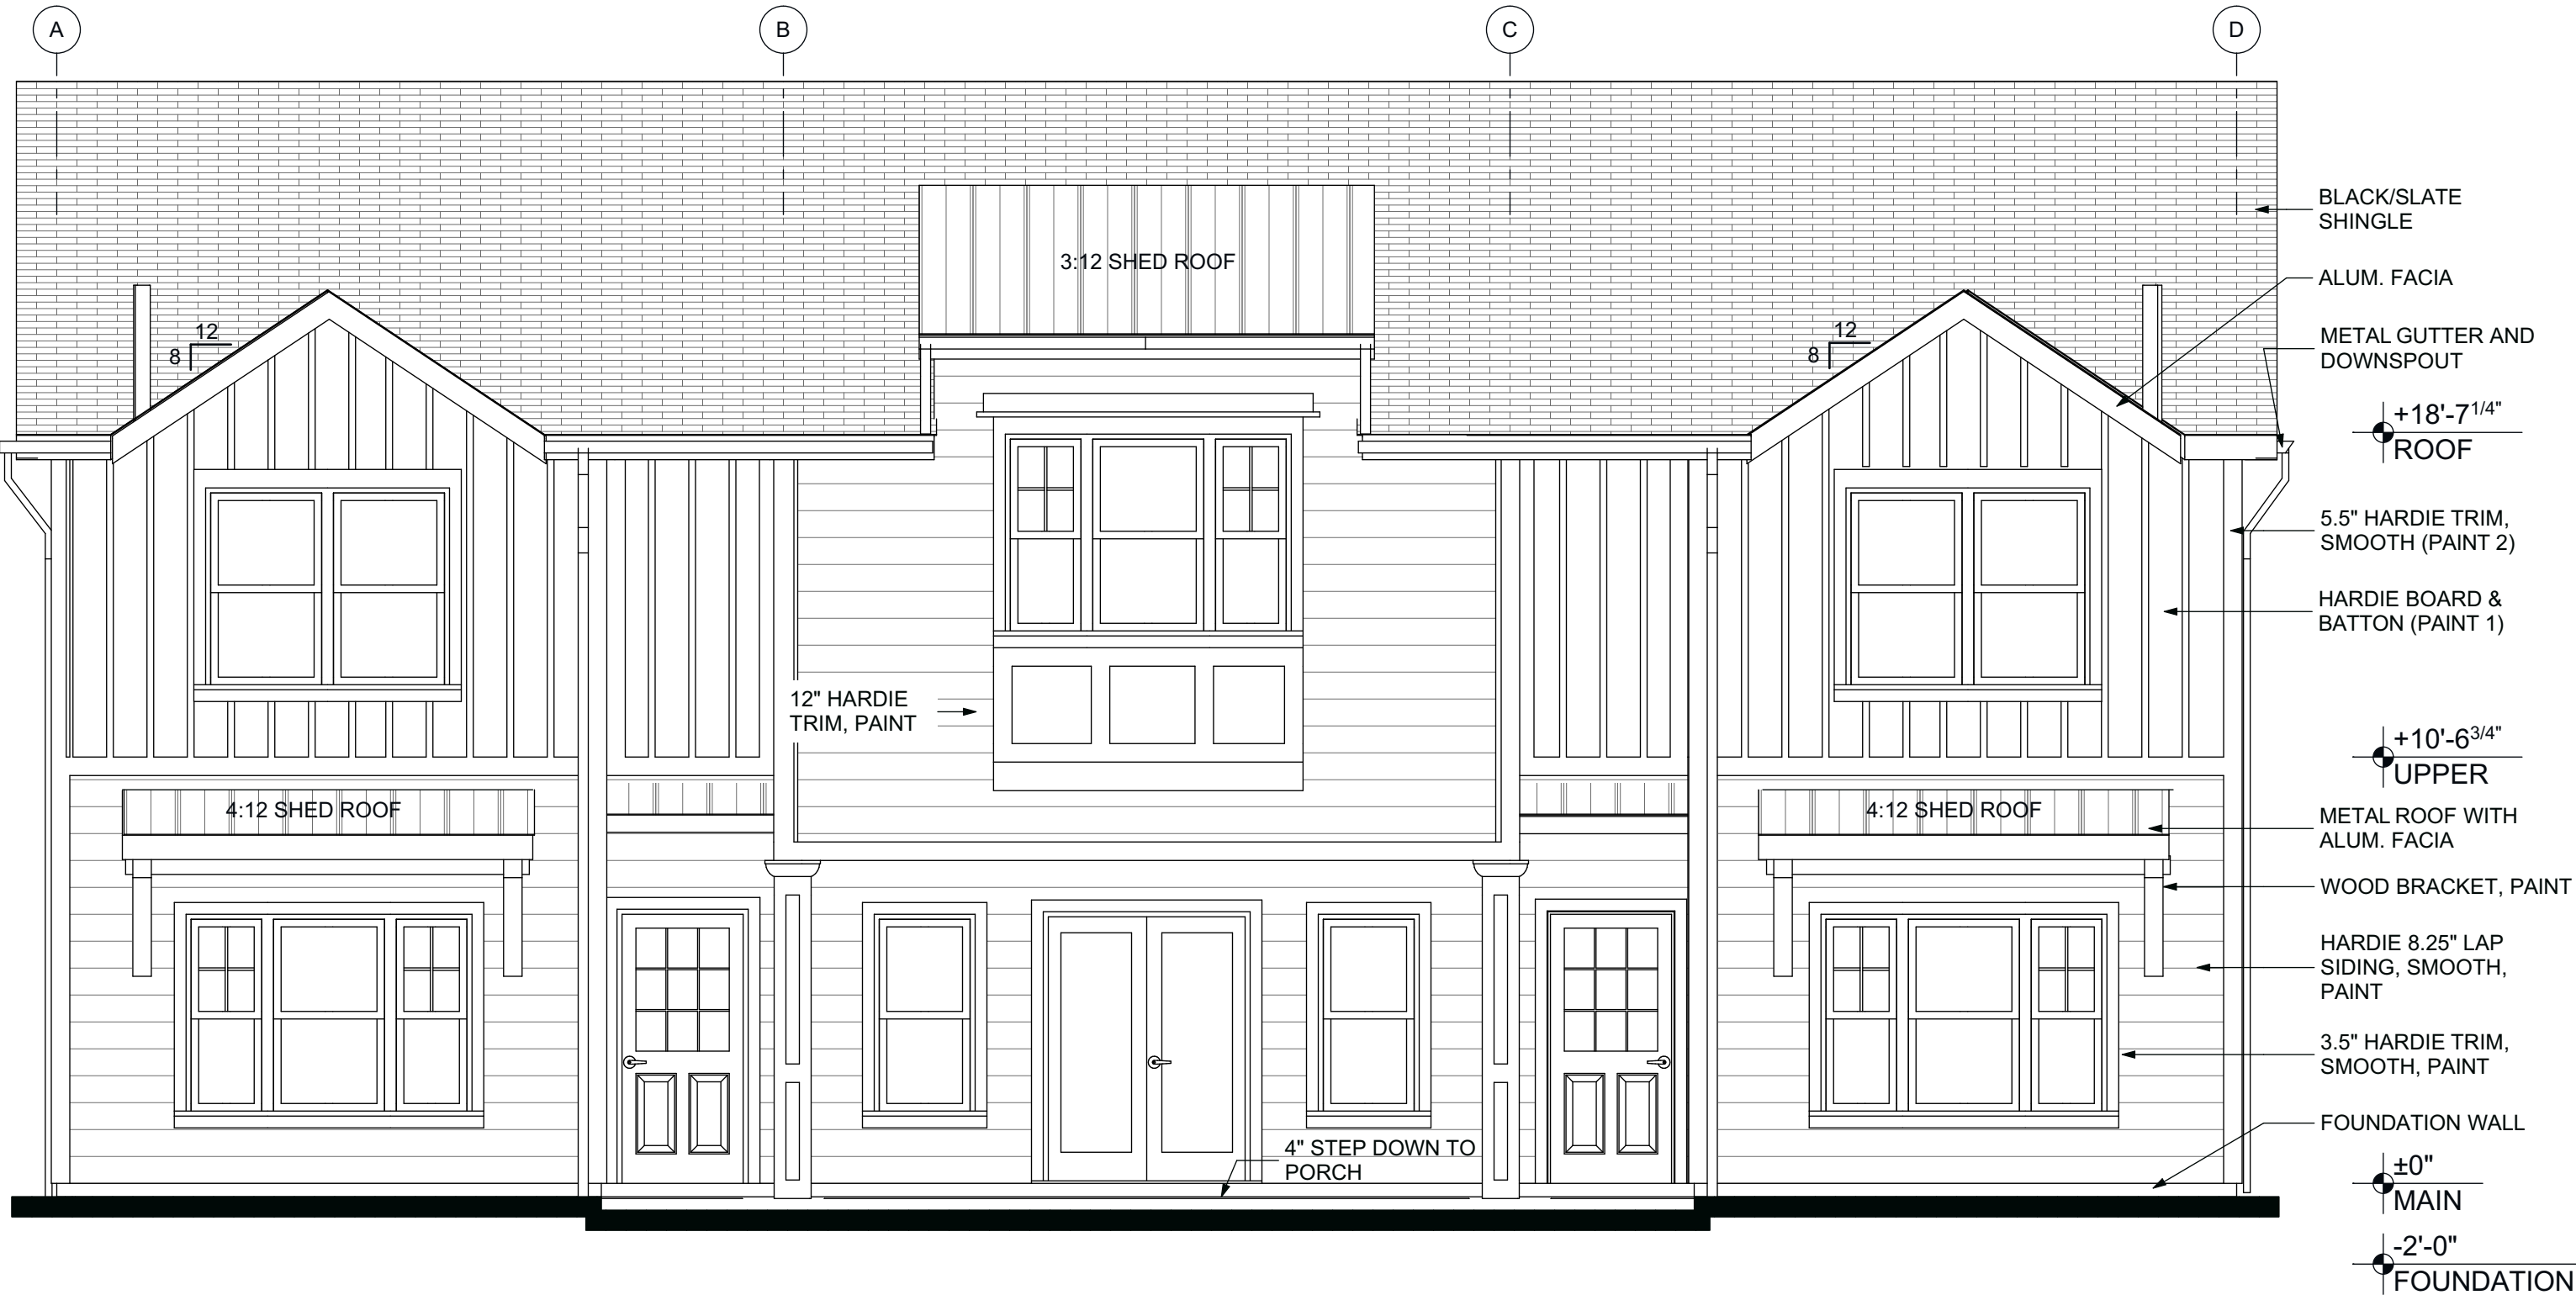 A
B
C
D
BLACK/SLATE
SHINGLE
3:12 SHED ROOF
ALUM. FACIA
12
8
12
8
METAL GUTTER AND
DOWNSPOUT
+18'-7 1/4"
ROOF
5.5" HARDIE TRIM,
SMOOTH (PAINT 2)
HARDIE BOARD &
BATTON (PAINT 1)
12" HARDIE
TRIM, PAINT
+10'-6 3/4"
UPPER
4:12 SHED ROOF
4:12 SHED ROOF
METAL ROOF WITH
ALUM. FACIA
WOOD BRACKET, PAINT
HARDIE 8.25" LAP
SIDING, SMOOTH,
PAINT
3.5" HARDIE TRIM,
SMOOTH, PAINT
FOUNDATION WALL
4" STEP DOWN TO
PORCH
±0"
MAIN
-2'-0"
FOUNDATION